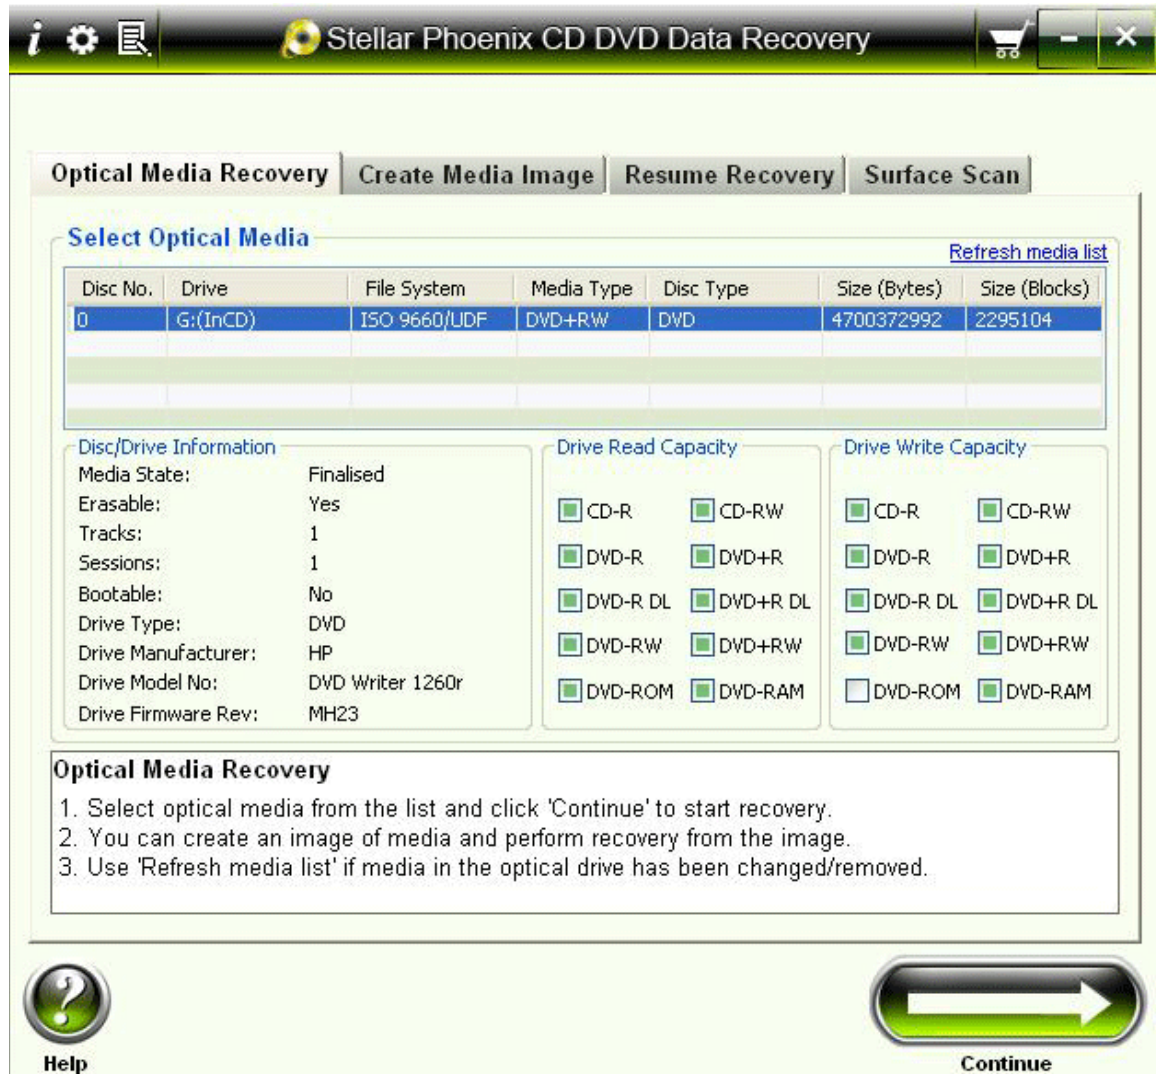 Stellar Phoenix CD DVD Data Recovery
Optical Media Recovery Create Media Image Resume Recovery Surface Scan
Select Optical Media
Refresh media list
Disc No. Drive File System Media Type Disc Type Size (Bytes) Size (Blocks)
0 G:(InCD) ISO 9660/UDF DVD+RW DVD 4700372992 2295104
Disc/Drive Information
Media State: Finalised
Erasable: Yes
Tracks: 1
Sessions: 1
Bootable: No
Drive Type: DVD
Drive Manufacturer: HP
Drive Model No: DVD Writer 1260r
Drive Firmware Rev: MH23
Drive Read Capacity
CD-R CD-RW
DVD-R DVD+R
DVD-R DL DVD+R DL
DVD-RW DVD+RW
DVD-ROM DVD-RAM
Drive Write Capacity
CD-R CD-RW
DVD-R DVD+R
DVD-R DL DVD+R DL
DVD-RW DVD+RW
DVD-ROM DVD-RAM
Optical Media Recovery
1. Select optical media from the list and click 'Continue' to start recovery.
2. You can create an image of media and perform recovery from the image.
3. Use 'Refresh media list' if media in the optical drive has been changed/removed.
Help
Continue